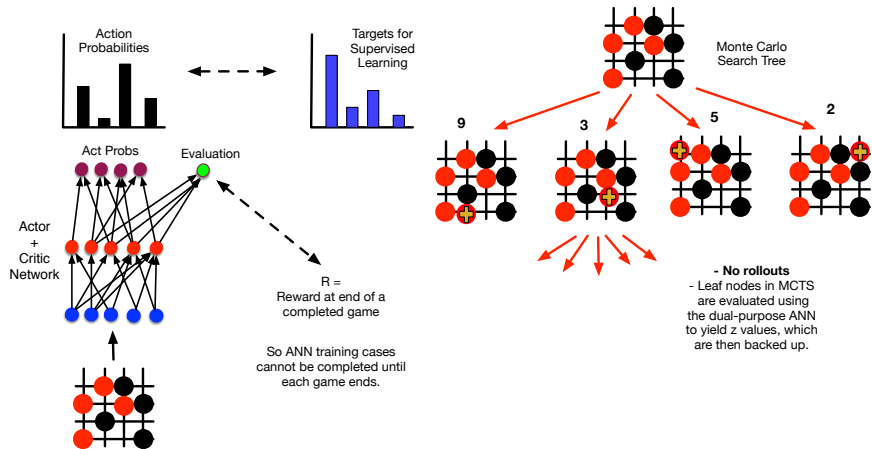 Action
Probabilities
Targets for
Supervised
Learning
Monte Carlo
Search Tree
9
3
5
2
Act Probs
Evaluation
Actor
+
Critic
Network
R =
Reward at end of a
completed game
So ANN training cases
cannot be completed until
each game ends.
- No rollouts
- Leaf nodes in MCTS
are evaluated using
the dual-purpose ANN
to yield z values, which
are then backed up.